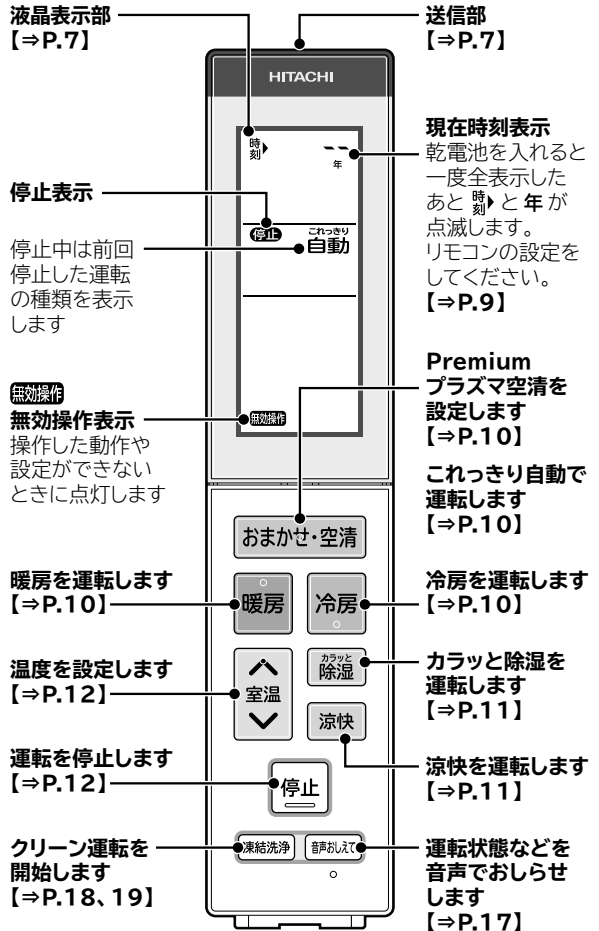 液晶表示部
【⇒P.7】
送信部
【⇒P.7】
HITACHI
時刻
--
年
現在時刻表示
乾電池を入れると
一度全表示した
あと 時刻 と 年 が
点滅します。
リモコンの設定を
してください。
【⇒P.9】
停止表示
停止中は前回
停止した運転
の種類を表示
します
停止
これっきり
自動
無効操作
無効操作表示
操作した動作や
設定ができない
ときに点灯します
無効操作
Premium
プラズマ空清を
設定します
【⇒P.10】
これっきり自動で
運転します
【⇒P.10】
おまかせ・空清
暖房を運転します
【⇒P.10】
暖房
冷房
冷房を運転します
【⇒P.10】
温度を設定します
【⇒P.12】
室温
カラッと
除湿
カラッと除湿を
運転します
【⇒P.11】
涼快
涼快を運転します
【⇒P.11】
運転を停止します
【⇒P.12】
停止
クリーン運転を
開始します
【⇒P.18、19】
凍結洗浄
音声おしえて
運転状態などを
音声でおしらせ
します
【⇒P.17】